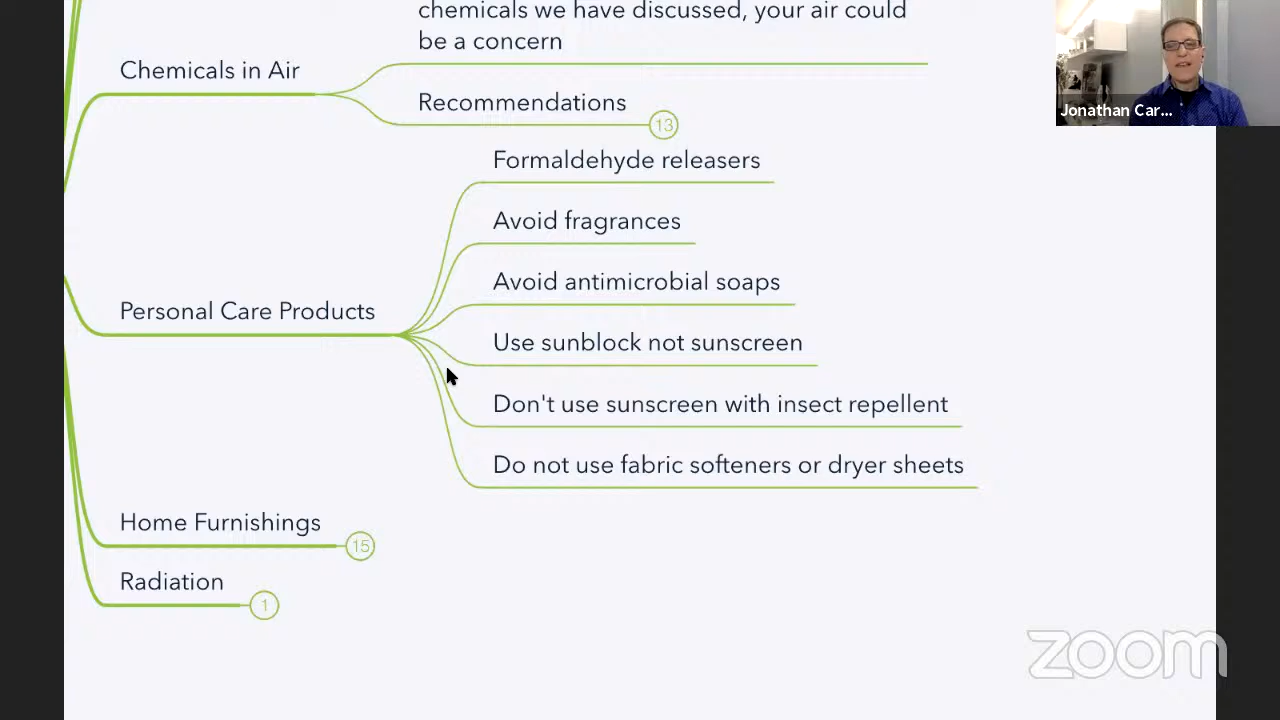 chemicals we have discussed, your air could
be a concern
Chemicals in Air
Recommendations
13
Jonathan Car...
Formaldehyde releasers
Avoid fragrances
Avoid antimicrobial soaps
Personal Care Products
Use sunblock not sunscreen
Don't use sunscreen with insect repellent
Do not use fabric softeners or dryer sheets
Home Furnishings
15
Radiation
1
zoom